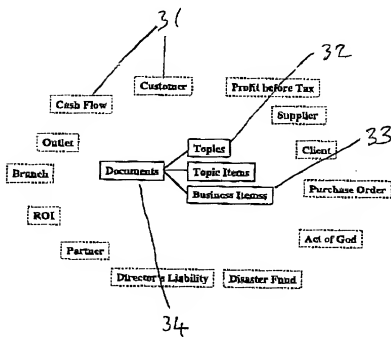 31
32
Customer
Profit before Tax
Cash Flow
Supplier
33
Outlet
Topics
Client
Branch
Documents
Topic Items
Business Itemss
Purchase Order
ROI
Act of God
Partner
Director's Liability
Disaster Fund
34